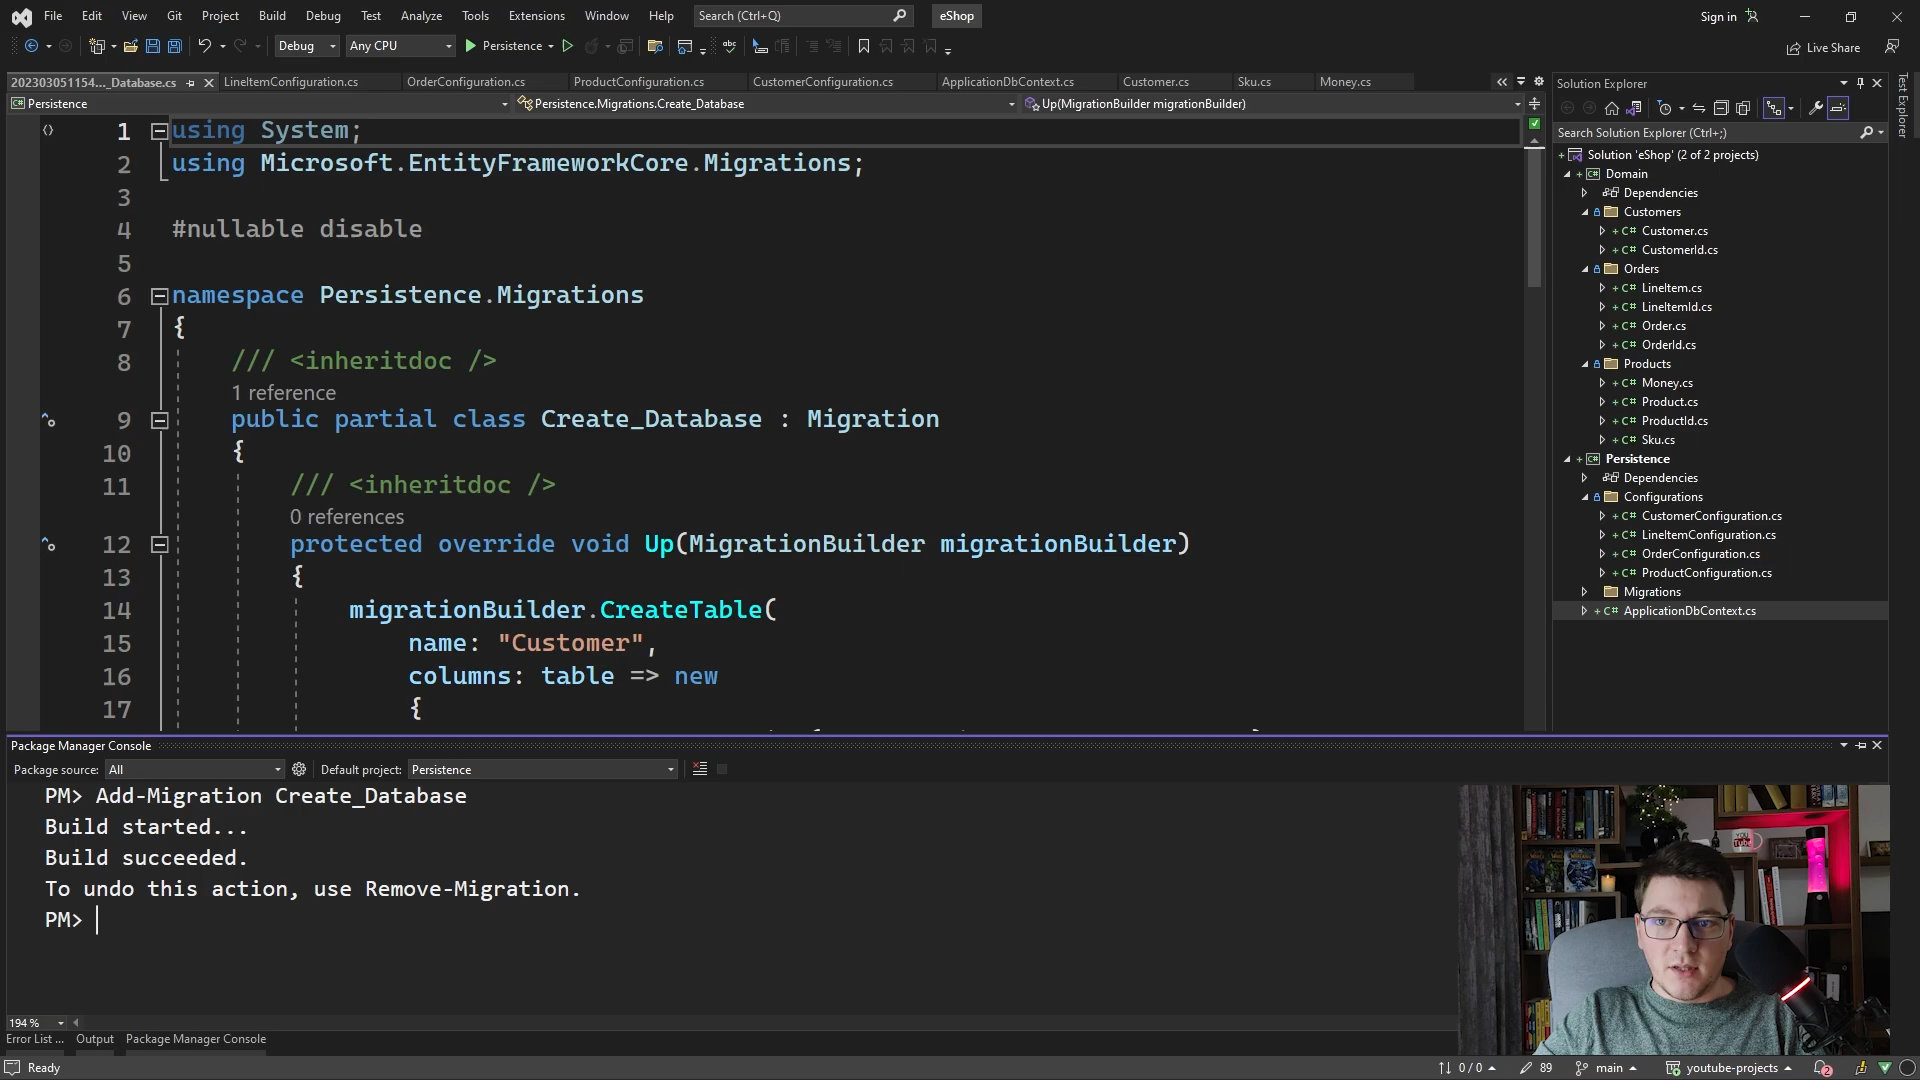 File Edit View Git Project Build Debug Test Analyze Tools Extensions Window Help Search (Ctrl+Q) eShop Sign in
Debug Any CPU Persistence Live Share
202303051154..._Database.cs LineItemConfiguration.cs OrderConfiguration.cs ProductConfiguration.cs CustomerConfiguration.cs ApplicationDbContext.cs Customer.cs Sku.cs Money.cs
Persistence Persistence.Migrations.Create_Database Up(MigrationBuilder migrationBuilder)
1 using System;
2 using Microsoft.EntityFrameworkCore.Migrations;
3
4 #nullable disable
5
6 namespace Persistence.Migrations
7 {
8 /// <inheritdoc />
1 reference
9 public partial class Create_Database : Migration
10 {
11 /// <inheritdoc />
0 references
12 protected override void Up(MigrationBuilder migrationBuilder)
13 {
14 migrationBuilder.CreateTable(
15 name: "Customer",
16 columns: table => new
17 {
Solution Explorer
Search Solution Explorer (Ctrl+;)
Solution 'eShop' (2 of 2 projects)
Domain
Dependencies
Customers
C# Customer.cs
C# CustomerId.cs
Orders
C# LineItem.cs
C# LineItemId.cs
C# Order.cs
C# OrderId.cs
Products
C# Money.cs
C# Product.cs
C# ProductId.cs
C# Sku.cs
Persistence
Dependencies
Configurations
C# CustomerConfiguration.cs
C# LineItemConfiguration.cs
C# OrderConfiguration.cs
C# ProductConfiguration.cs
Migrations
C# ApplicationDbContext.cs
Test Explorer
Package Manager Console
Package source: All Default project: Persistence
PM> Add-Migration Create_Database
Build started...
Build succeeded.
To undo this action, use Remove-Migration.
PM>
194 %
Error List ... Output Package Manager Console
Ready 0 / 0 89 main youtube-projects 2